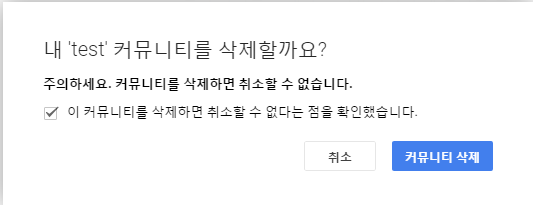 내 'test' 커뮤니티를 삭제할까요?
주의하세요. 커뮤니티를 삭제하면 취소할 수 없습니다.
이 커뮤니티를 삭제하면 취소할 수 없다는 점을 확인했습니다.
취소 커뮤니티 삭제